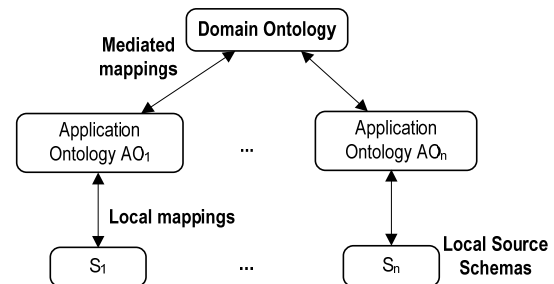 Domain Ontology
Mediated
mappings
Application
Ontology AO1
...
Application
Ontology AOn
Local mappings
Local Source
Schemas
S1
...
Sn